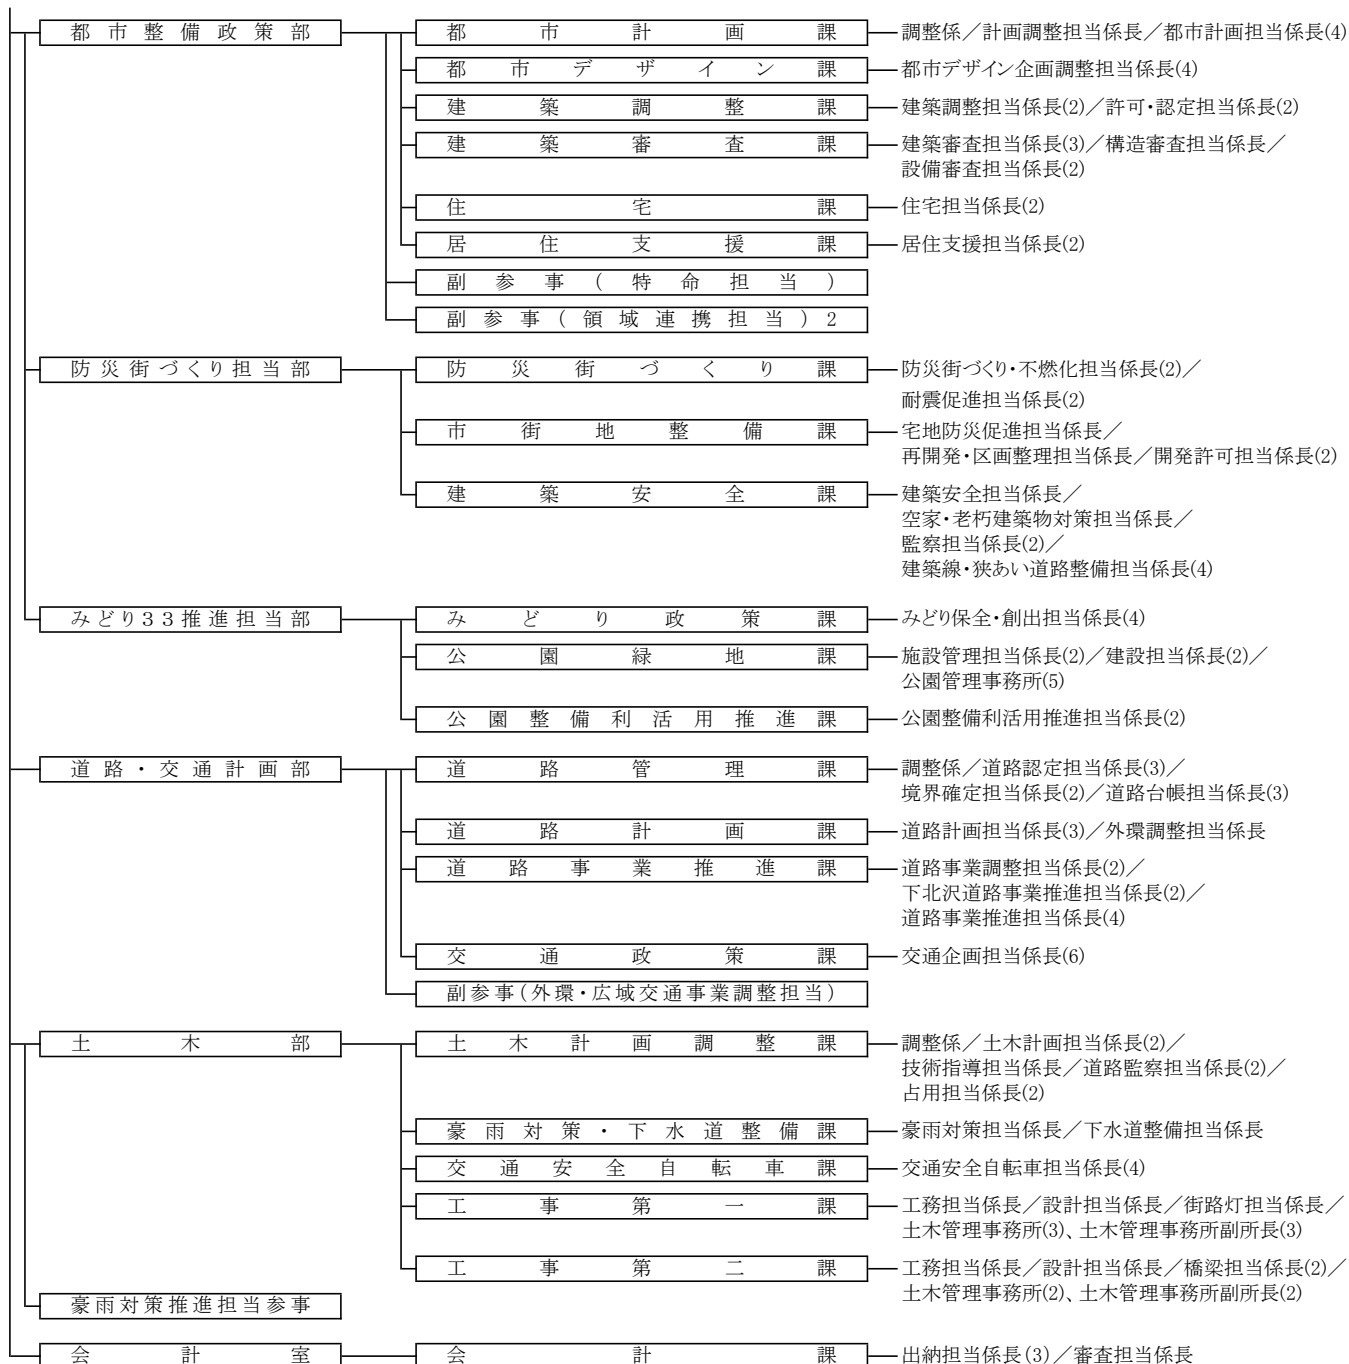 都市整備政策部 都市計画課 調整係／計画調整担当係長／都市計画担当係長(4)
都市デザイン課 都市デザイン企画調整担当係長(4)
建築調整課 建築調整担当係長(2)／許可・認定担当係長(2)
建築審査課 建築審査担当係長(3)／構造審査担当係長／
設備審査担当係長(2)
住宅課 住宅担当係長(2)
居住支援課 居住支援担当係長(2)
副参事(特命担当)
副参事(領域連携担当)2
防災街づくり担当部 防災街づくり課 防災街づくり・不燃化担当係長(2)／
耐震促進担当係長(2)
市街地整備課 宅地防災促進担当係長／
再開発・区画整理担当係長／開発許可担当係長(2)
建築安全課 建築安全担当係長／
空家・老朽建築物対策担当係長／
監察担当係長(2)／
建築線・狭あい道路整備担当係長(4)
みどり33推進担当部 みどり政策課 みどり保全・創出担当係長(4)
公園緑地課 施設管理担当係長(2)／建設担当係長(2)／
公園管理事務所(5)
公園整備利活用推進課 公園整備利活用推進担当係長(2)
道路・交通計画部 道路管理課 調整係／道路認定担当係長(3)／
境界確定担当係長(2)／道路台帳担当係長(3)
道路計画課 道路計画担当係長(3)／外環調整担当係長
道路事業推進課 道路事業調整担当係長(2)／
下北沢道路事業推進担当係長(2)／
道路事業推進担当係長(4)
交通政策課 交通企画担当係長(6)
副参事(外環・広域交通事業調整担当)
土木部 土木計画調整課 調整係／土木計画担当係長(2)／
技術指導担当係長／道路監察担当係長(2)／
占用担当係長(2)
豪雨対策・下水道整備課 豪雨対策担当係長／下水道整備担当係長
交通安全自転車課 交通安全自転車担当係長(4)
工事第一課 工務担当係長／設計担当係長／街路灯担当係長／
土木管理事務所(3)、土木管理事務所副所長(3)
工事第二課 工務担当係長／設計担当係長／橋梁担当係長(2)／
土木管理事務所(2)、土木管理事務所副所長(2)
豪雨対策推進担当参事
会計室 会計課 出納担当係長(3)／審査担当係長